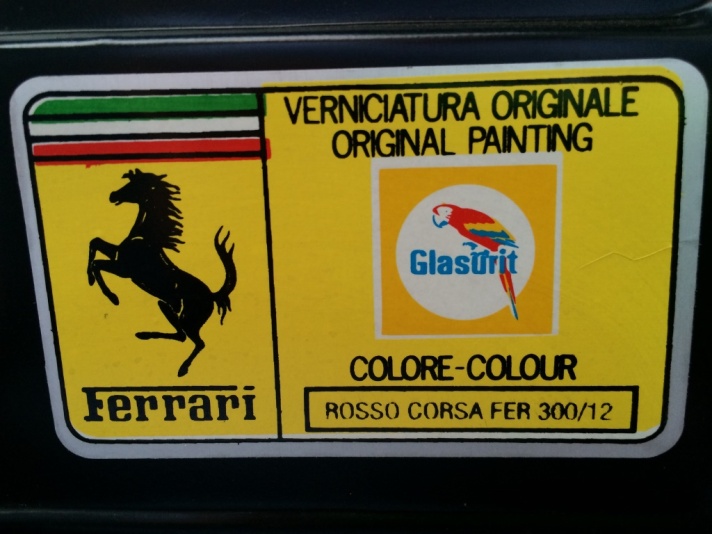 VERNICIATURA ORIGINALE
ORIGINAL PAINTING
Glasurit
COLORE-COLOUR
ROSSO CORSA FER 300/12
Ferrari